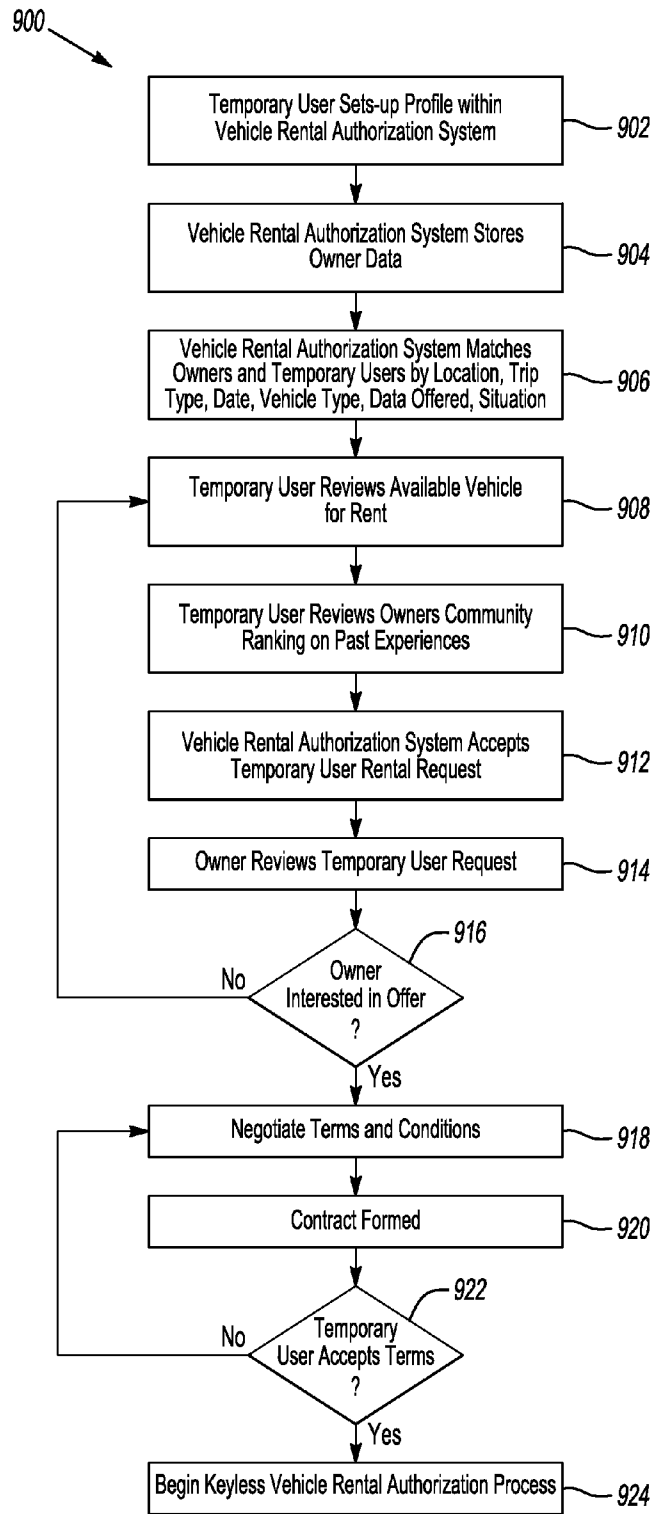 900
Temporary User Sets-up Profile within
Vehicle Rental Authorization System
902
Vehicle Rental Authorization System Stores
Owner Data
904
Vehicle Rental Authorization System Matches
Owners and Temporary Users by Location, Trip
Type, Date, Vehicle Type, Data Offered, Situation
906
Temporary User Reviews Available Vehicle
for Rent
908
Temporary User Reviews Owners Community
Ranking on Past Experiences
910
Vehicle Rental Authorization System Accepts
Temporary User Rental Request
912
Owner Reviews Temporary User Request
914
916
No
Owner
Interested in Offer
?
Yes
Negotiate Terms and Conditions
918
Contract Formed
920
922
No
Temporary
User Accepts Terms
?
Yes
Begin Keyless Vehicle Rental Authorization Process
924